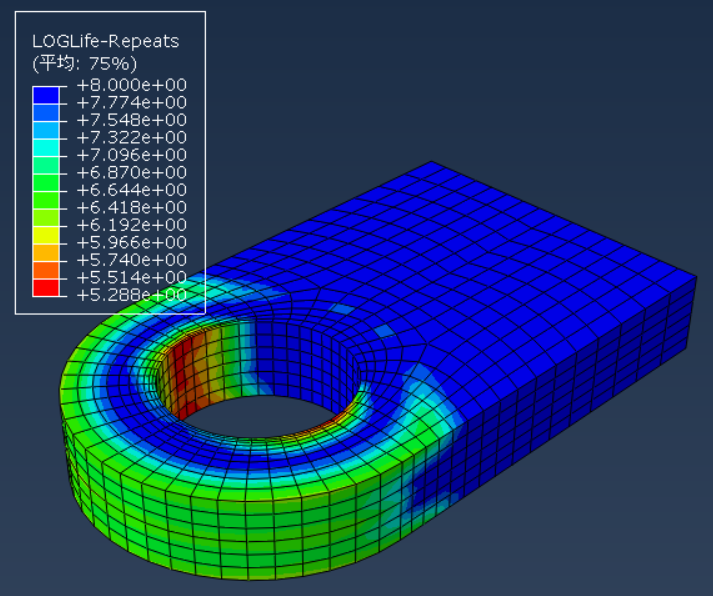 LOGLife-Repeats
(平均: 75%)
+8.000e+00
+7.774e+00
+7.548e+00
+7.322e+00
+7.096e+00
+6.870e+00
+6.644e+00
+6.418e+00
+6.192e+00
+5.966e+00
+5.740e+00
+5.514e+00
+5.288e+00